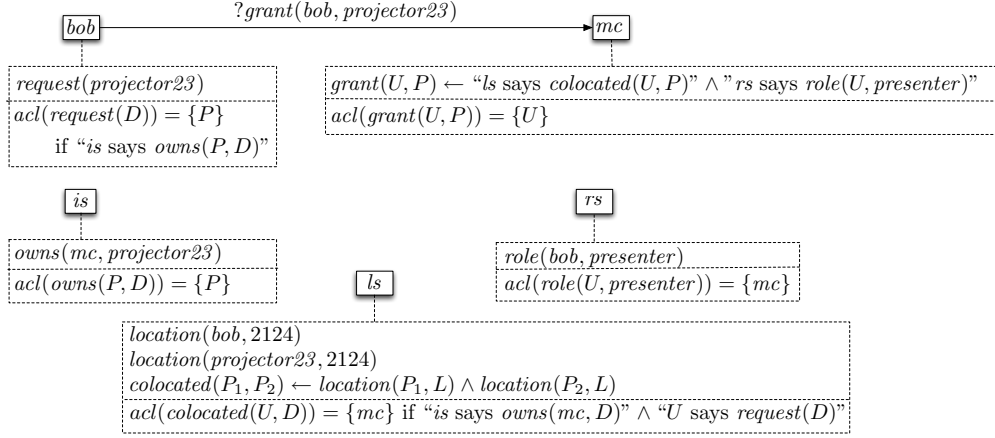 ?grant(bob, projector23)
bob
mc
request(projector23)
acl(request(D)) = {P}
if “is says owns(P, D)”
grant(U, P) ← “ls says colocated(U, P)” ∧ ”rs says role(U, presenter)”
acl(grant(U, P)) = {U}
is
rs
owns(mc, projector23)
acl(owns(P, D)) = {P}
role(bob, presenter)
acl(role(U, presenter)) = {mc}
ls
location(bob, 2124)
location(projector23, 2124)
colocated(P₁, P₂) ← location(P₁, L) ∧ location(P₂, L)
acl(colocated(U, D)) = {mc} if “is says owns(mc, D)” ∧ “U says request(D)”